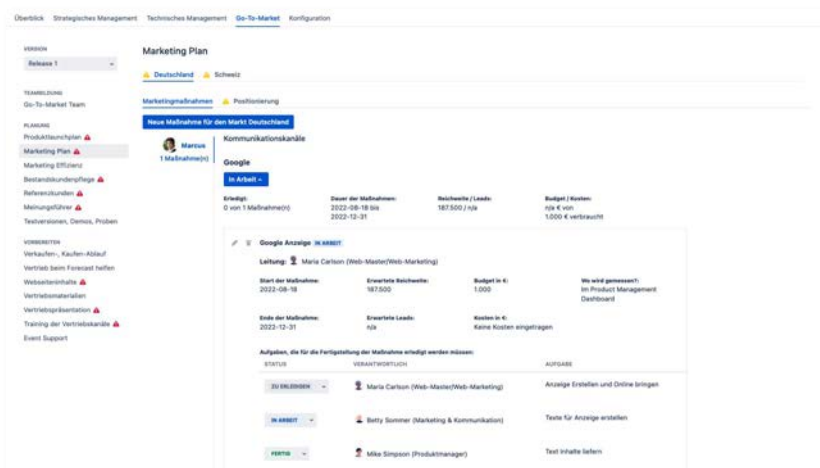 Überblick Strategisches Management Technisches Management Go-To-Market Konfiguration
VERSION
Release 1
TEAMBILDUNG
Go-To-Market Team
PLANUNG
Produktlaunchplan
Marketing Plan
Marketing Effizienz
Bestandskundenpflege
Referenzkunden
Meinungsführer
Testversionen, Demos, Proben
VORBEREITEN
Verkaufen-, Kaufen-Ablauf
Vertrieb beim Forecast helfen
Webseiteninhalte
Vertriebsmaterialien
Vertriebspräsentation
Training der Vertriebskanäle
Event Support
Marketing Plan
Deutschland Schweiz
Marketingmaßnahmen Positionierung
Neue Maßnahme für den Markt Deutschland
Marcus
1 Maßnahme(n)
Kommunikationskanäle
Google
In Arbeit
Erledigt: Dauer der Maßnahmen: Reichweite / Leads: Budget / Kosten:
0 von 1 Maßnahme(n) 2022-08-18 bis 187.500 / n/a n/a € von
2022-12-31 1.000 € verbraucht
Google Anzeige IN ARBEIT
Leitung: Maria Carlson (Web-Master/Web-Marketing)
Start der Maßnahme: Erwartete Reichweite: Budget in €: Wo wird gemessen?:
2022-08-18 187.500 1.000 Im Product Management
Dashboard
Ende der Maßnahme: Erwartete Leads: Kosten in €:
2022-12-31 n/a Keine Kosten eingetragen
Aufgaben, die für die Fertigstellung der Maßnahme erledigt werden müssen:
STATUS VERANTWORTLICH AUFGABE
ZU ERLEDIGEN Maria Carlson (Web-Master/Web-Marketing) Anzeige Erstellen und Online bringen
IN ARBEIT Betty Sommer (Marketing & Kommunikation) Texte für Anzeige erstellen
FERTIG Mike Simpson (Produktmanager) Text Inhalte liefern